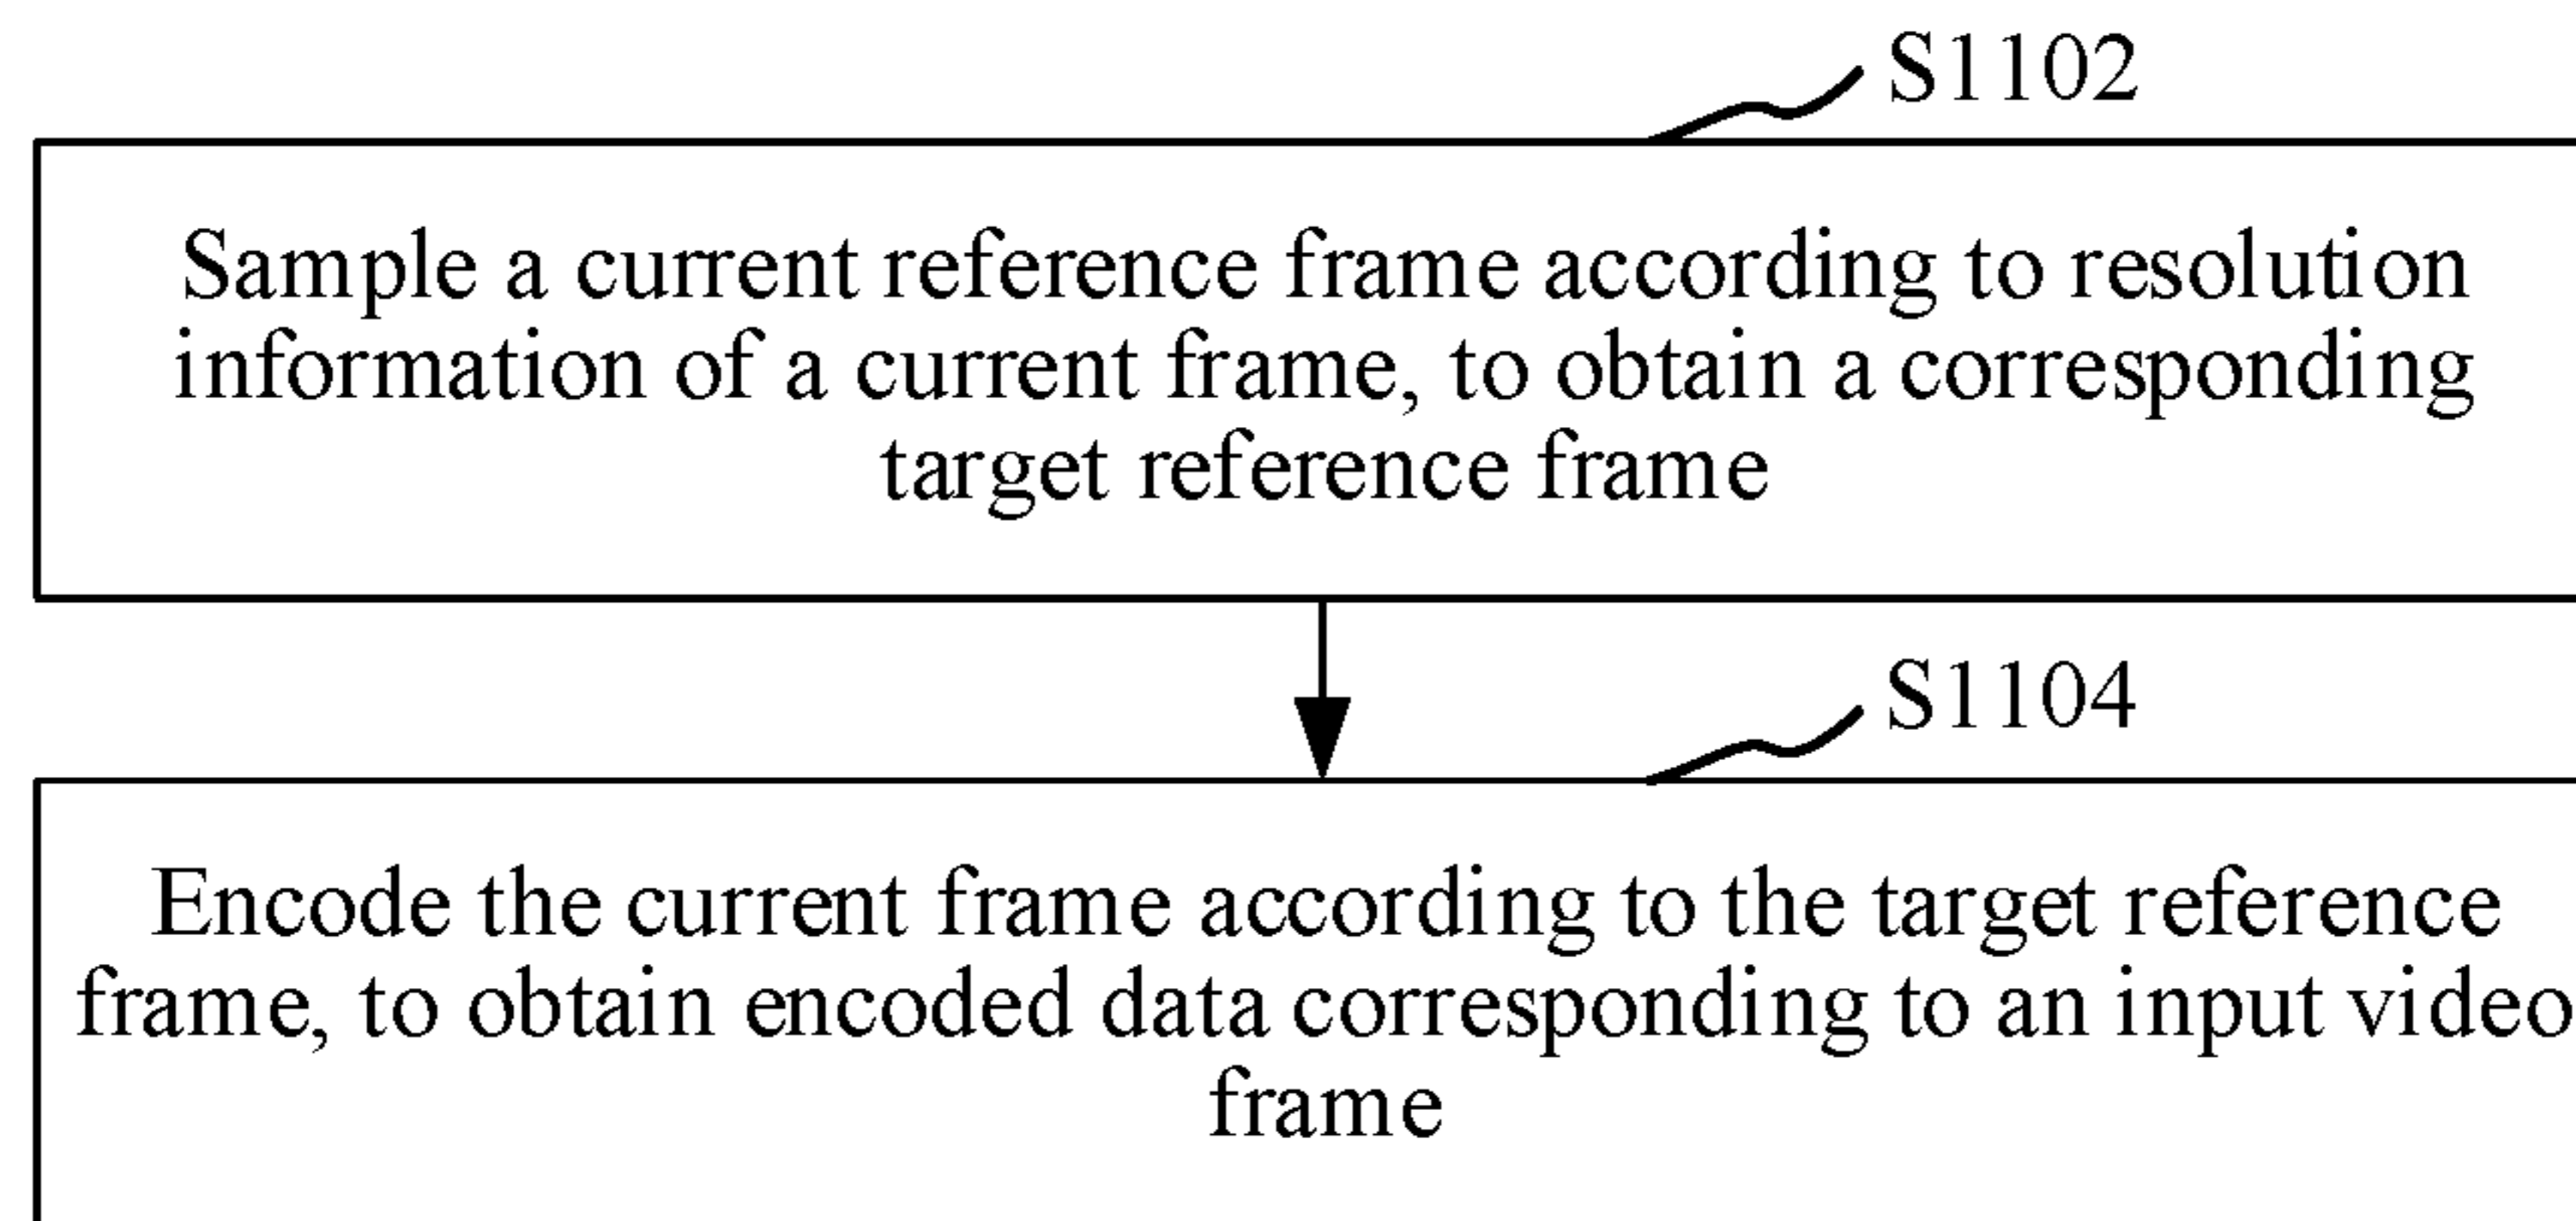 S1102
Sample a current reference frame according to resolution
information of a current frame, to obtain a corresponding
target reference frame
S1104
Encode the current frame according to the target reference
frame, to obtain encoded data corresponding to an input video
frame